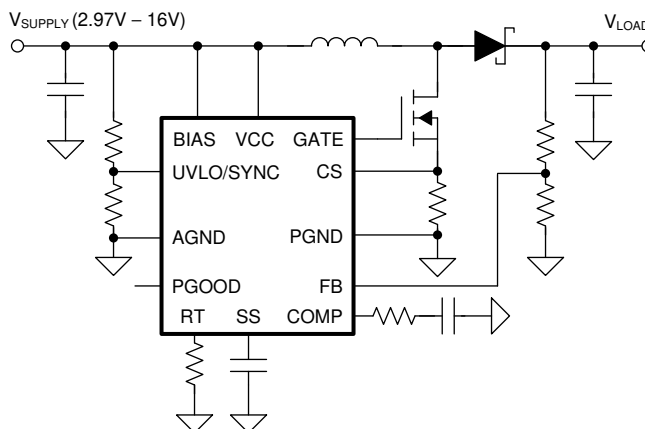 VSUPPLY (2.97V – 16V)
VLOAD
BIAS VCC GATE
UVLO/SYNC CS
AGND PGND
PGOOD FB
RT SS COMP